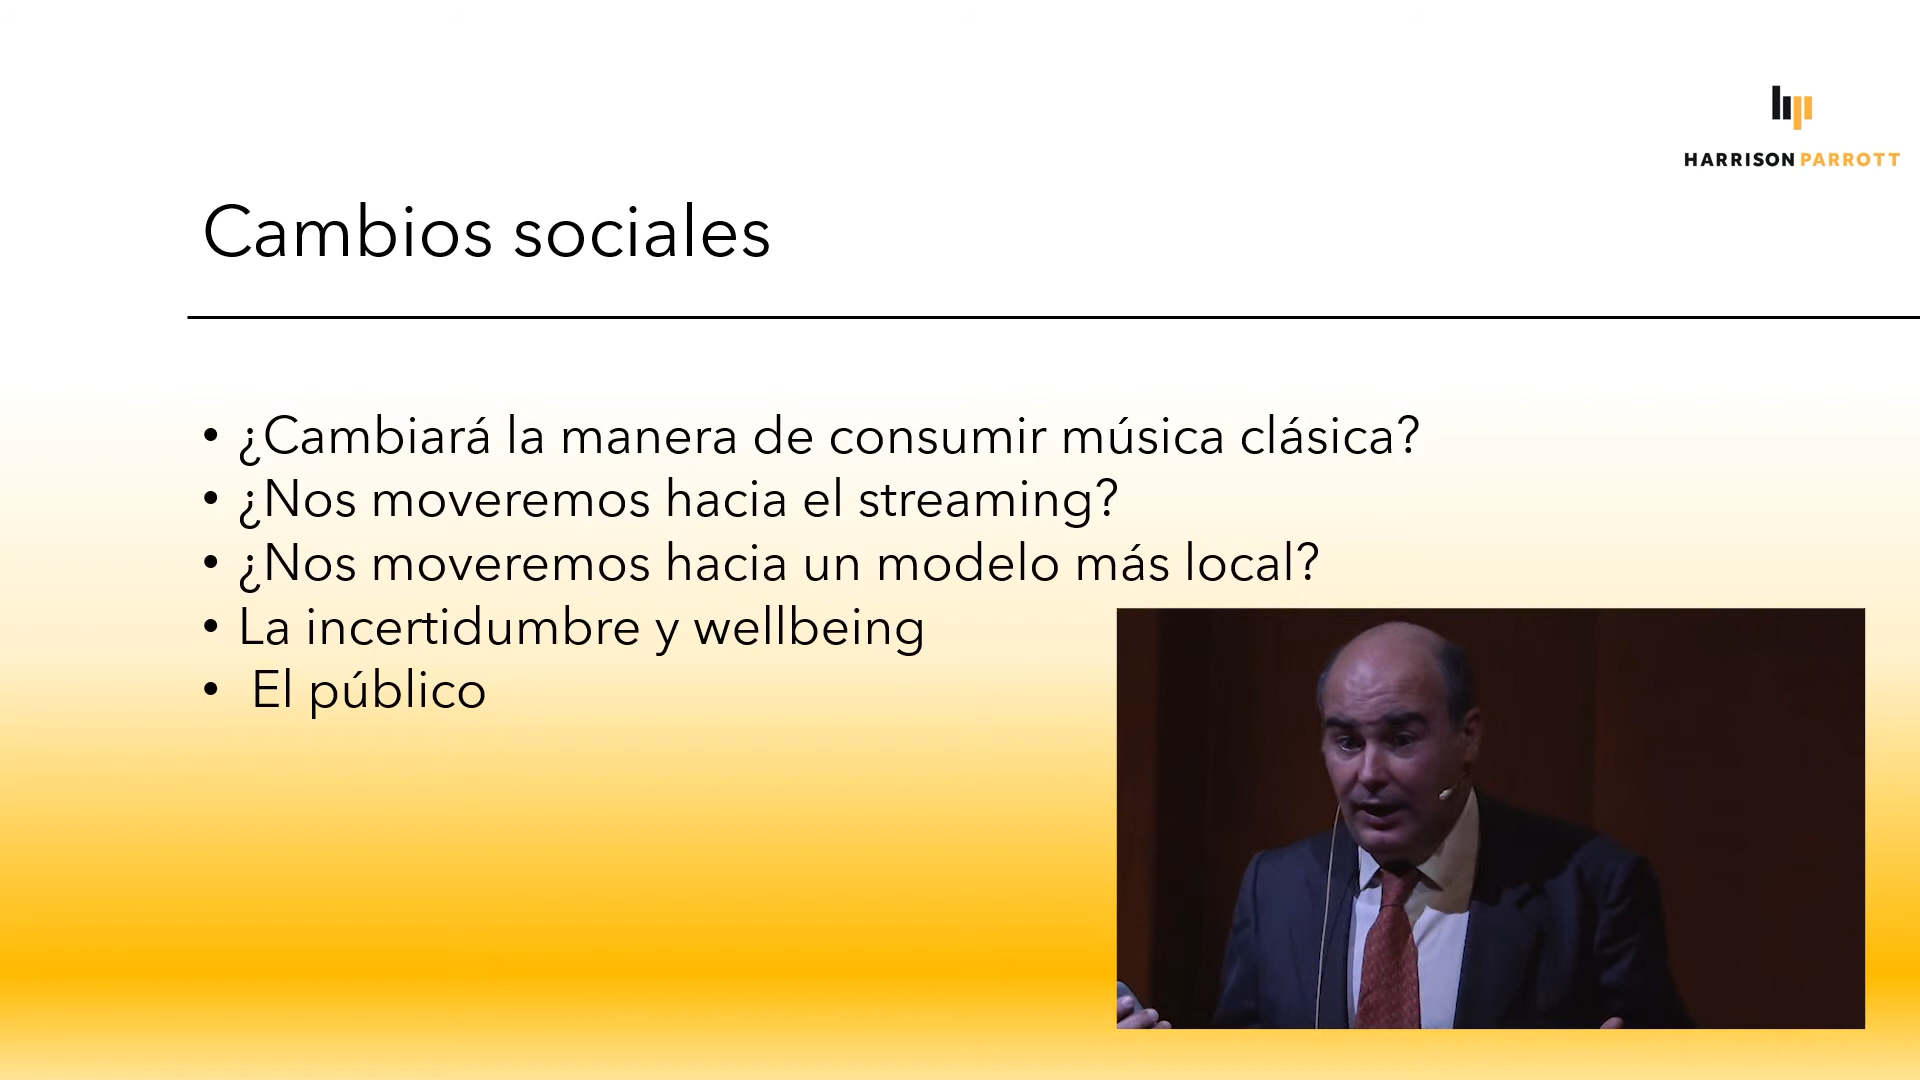 HARRISON PARROTT
Cambios sociales
• ¿Cambiará la manera de consumir música clásica?
• ¿Nos moveremos hacia el streaming?
• ¿Nos moveremos hacia un modelo más local?
• La incertidumbre y wellbeing
• El público